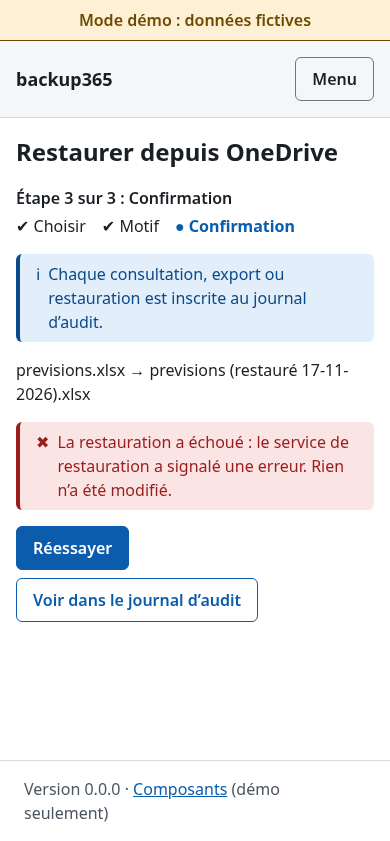 Mode démo : données fictives
backup365
Menu
Restaurer depuis OneDrive
Étape 3 sur 3 : Confirmation
✔ Choisir ✔ Motif ● Confirmation
i Chaque consultation, export ou
restauration est inscrite au journal
d’audit.
previsions.xlsx → previsions (restauré 17-11-
2026).xlsx
✖ La restauration a échoué : le service de
restauration a signalé une erreur. Rien
n’a été modifié.
Réessayer
Voir dans le journal d’audit
Version 0.0.0 · Composants (démo
seulement)